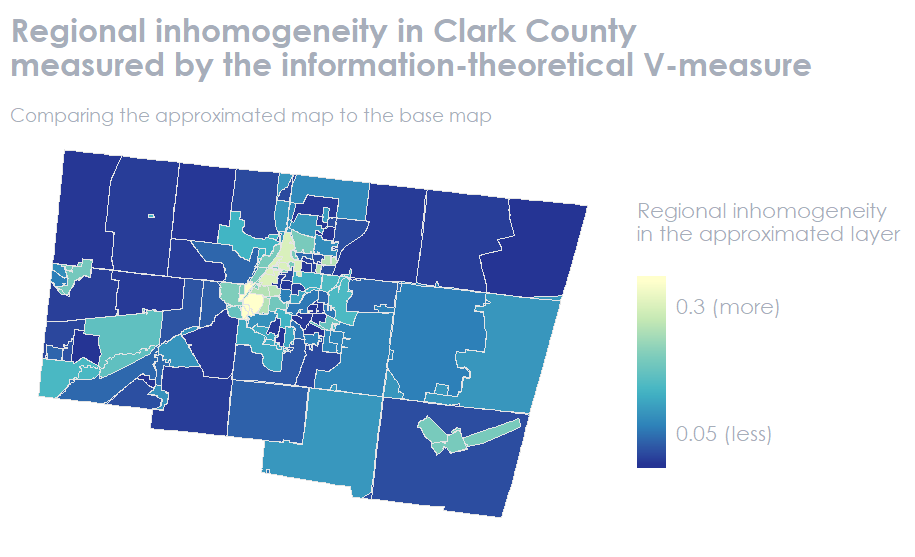 Regional inhomogeneity in Clark County
measured by the information-theoretical V-measure
Comparing the approximated map to the base map
Regional inhomogeneity
in the approximated layer
0.3 (more)
0.05 (less)